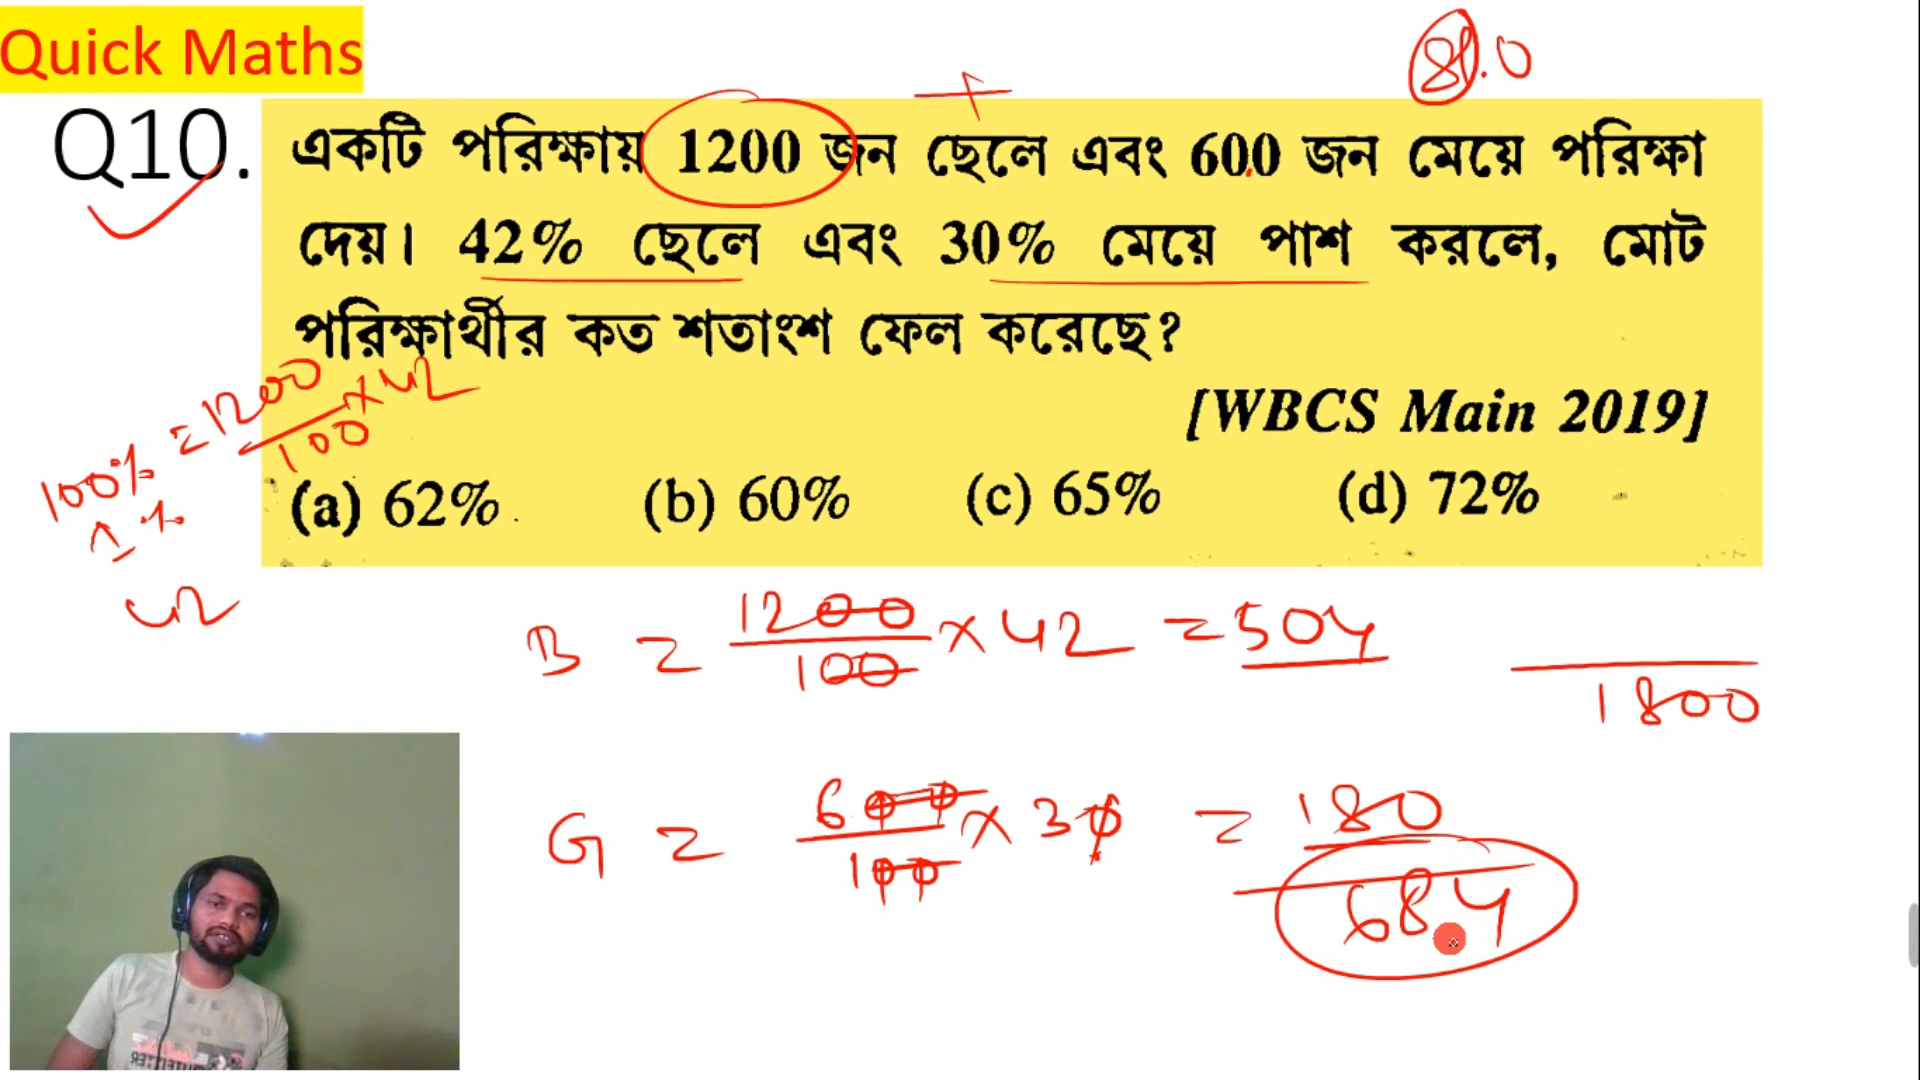 Quick Maths
81.0
+
Q10. একটি পরিক্ষায় 1200 জন ছেলে এবং 600 জন মেয়ে পরিক্ষা
দেয়। 42% ছেলে এবং 30% মেয়ে পাশ করলে, মোট
পরিক্ষার্থীর কত শতাংশ ফেল করেছে?
[WBCS Main 2019]
(a) 62% (b) 60% (c) 65% (d) 72%
100% = 1200/100 × 42
1%
42
B = 1200/100 × 42 = 504
/1800
G = 600/100 × 30 = 180
684